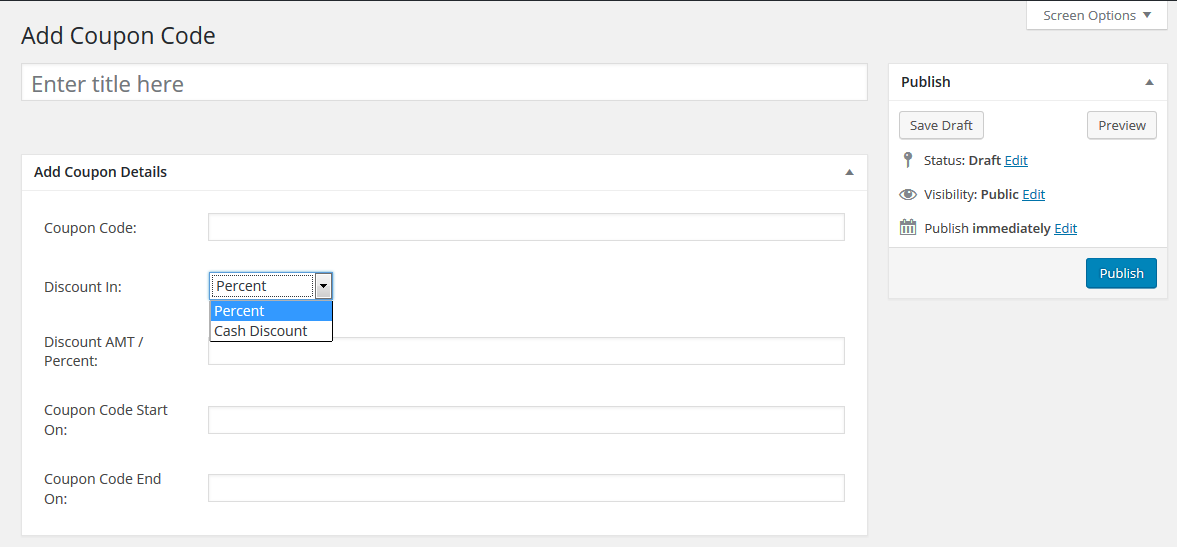 Screen Options
Add Coupon Code
Enter title here
Add Coupon Details
Coupon Code:
Discount In:
Percent
Percent
Cash Discount
Discount AMT /
Percent:
Coupon Code Start
On:
Coupon Code End
On:
Publish
Save Draft
Preview
Status: Draft Edit
Visibility: Public Edit
Publish immediately Edit
Publish